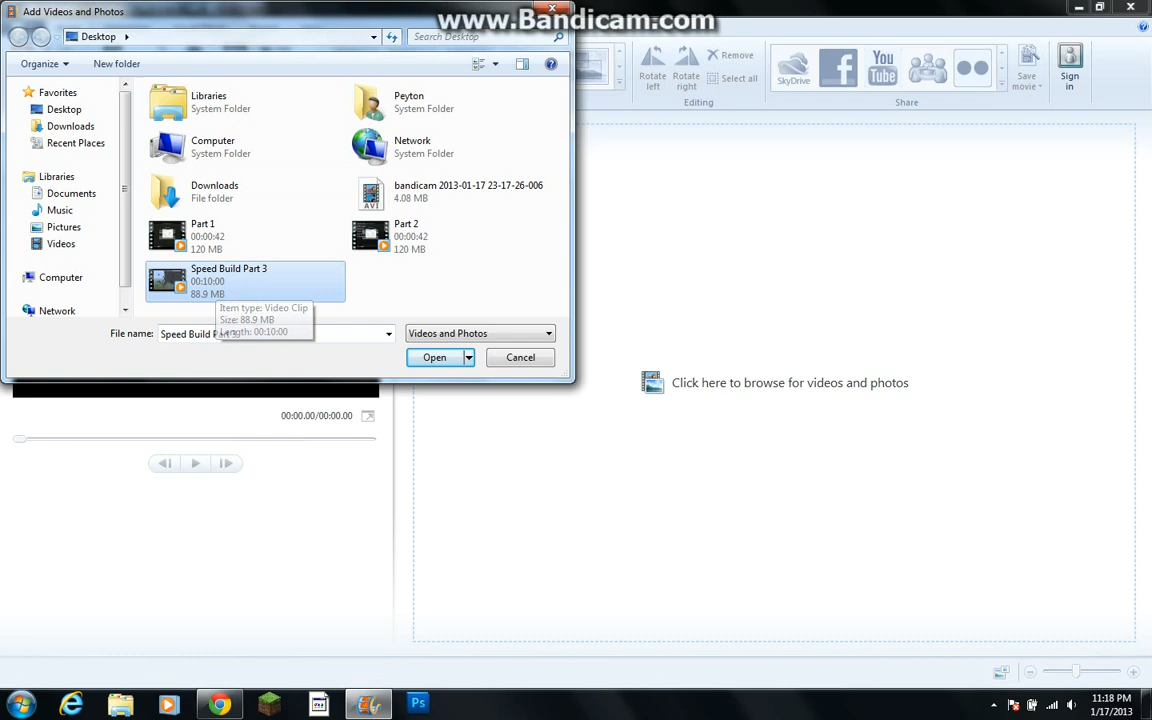 Add Videos and Photos
www.Bandicam.com
Desktop
Search Desktop
Organize
New folder
Favorites
Desktop
Downloads
Recent Places
Libraries
Documents
Music
Pictures
Videos
Computer
Network
Libraries
System Folder
Peyton
System Folder
Computer
System Folder
Network
System Folder
Downloads
File folder
AVI
bandicam 2013-01-17 23-17-26-006
4.08 MB
Part 1
00:00:42
120 MB
Part 2
00:00:42
120 MB
Speed Build Part 3
00:10:00
88.9 MB
Item type: Video Clip
Size: 88.9 MB
Length: 00:10:00
File name:
Speed Build Part 3
Videos and Photos
Open
Cancel
Rotate left
Rotate right
Remove
Select all
Editing
SKYDRIVE
You Tube
Share
Save movie
Sign in
Click here to browse for videos and photos
00:00.00/00:00.00
Ps
11:18 PM
1/17/2013